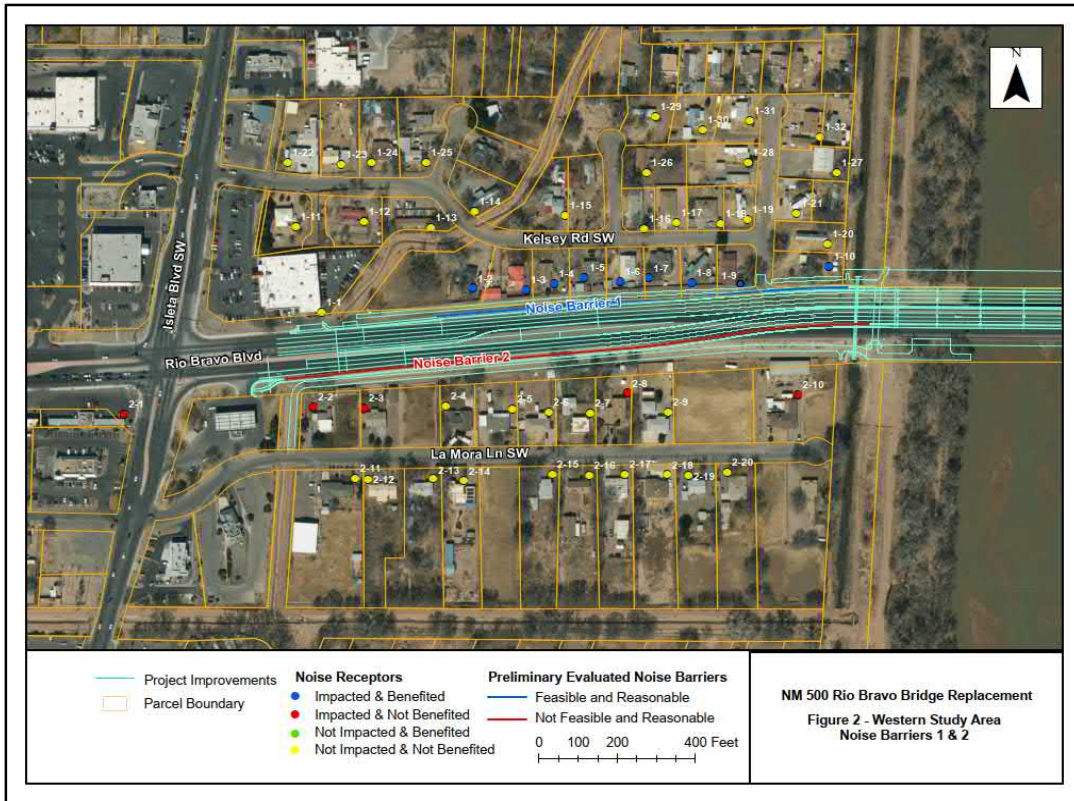 N
1-29
1-30
1-31
1-32
1-22
1-23
1-24
1-25
1-26
1-28
1-27
1-11
1-12
1-13
1-14
1-15
1-16
1-17
1-18
1-19
1-21
1-20
Kelsey Rd SW
Isleta Blvd SW
1-1
1-2
1-3
1-4
1-5
1-6
1-7
1-8
1-9
1-10
Noise Barrier 1
Rio Bravo Blvd
Noise Barrier 2
2-1
2-2
2-3
2-4
2-5
2-6
2-7
2-8
2-9
2-10
La Mora Ln SW
2-11
2-12
2-13
2-14
2-15
2-16
2-17
2-18
2-19
2-20
Project Improvements
Parcel Boundary
Noise Receptors
Impacted & Benefited
Impacted & Not Benefited
Not Impacted & Benefited
Not Impacted & Not Benefited
Preliminary Evaluated Noise Barriers
Feasible and Reasonable
Not Feasible and Reasonable
0 100 200 400 Feet
NM 500 Rio Bravo Bridge Replacement
Figure 2 - Western Study Area
Noise Barriers 1 & 2